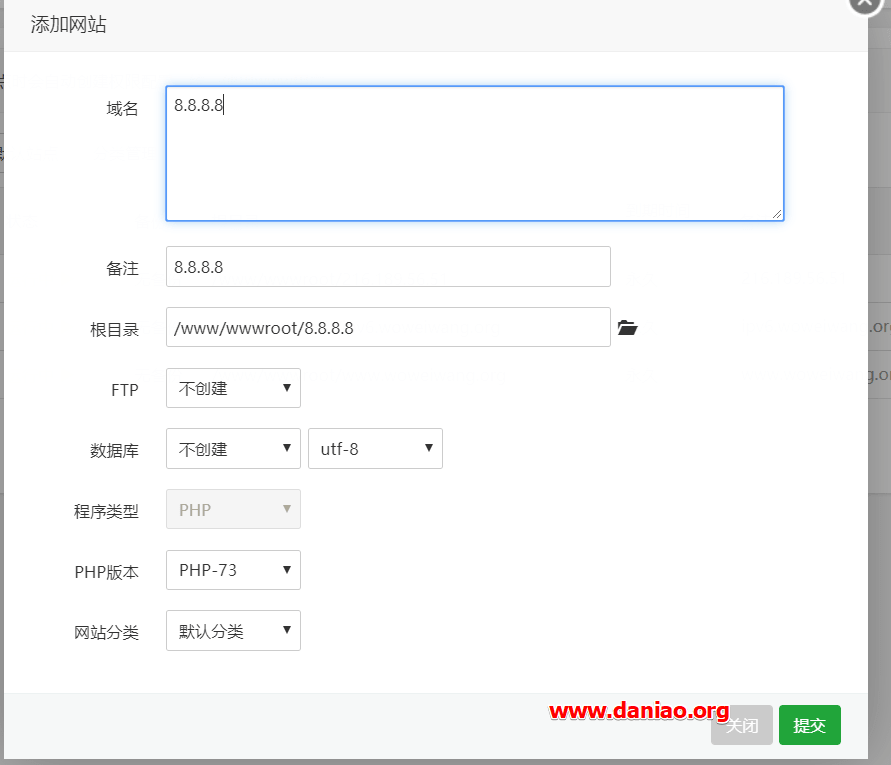 添加网站
域名 8.8.8.8
备注 8.8.8.8
根目录 /www/wwwroot/8.8.8.8
.or
FTP 不创建
g.o
数据库 不创建 utf-8
程序类型 PHP
PHP版本 PHP-73
网站分类 默认分类
www.daniao.org
关闭 提交